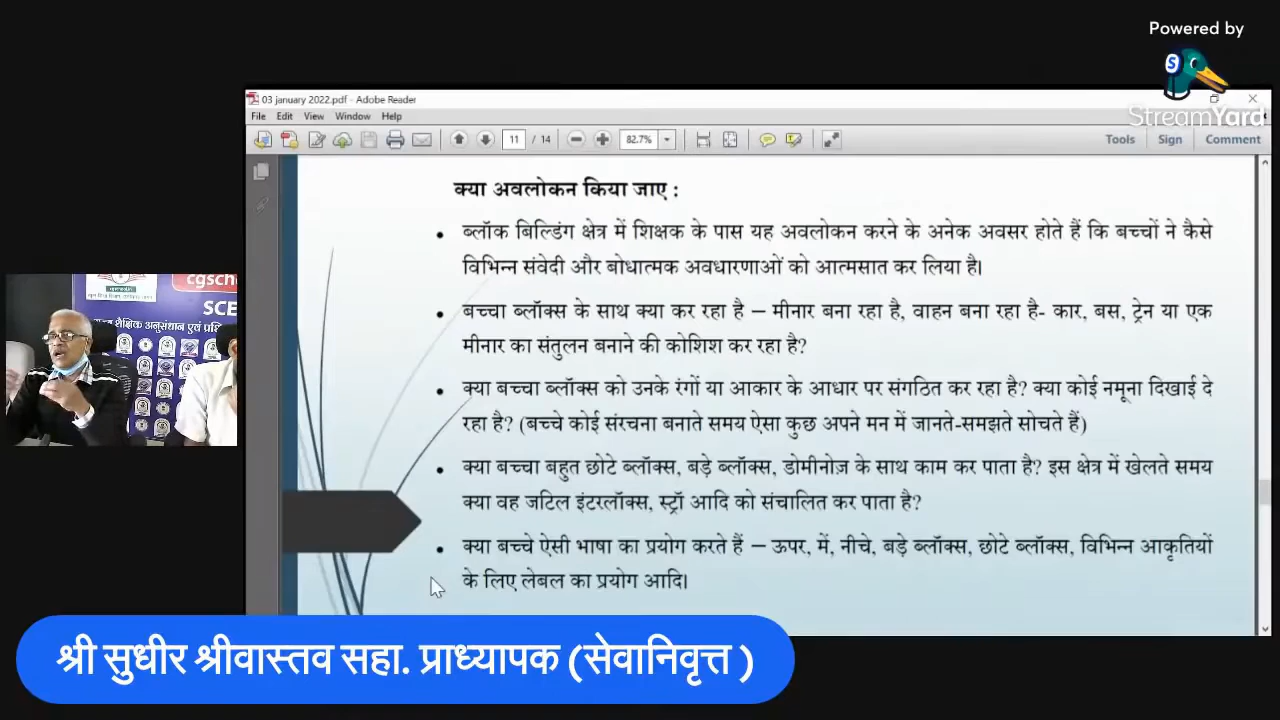 Powered by
StreamYard
03 january 2022.pdf - Adobe Reader
File Edit View Window Help
11 / 14 82.7% Tools Sign Comment
क्या अवलोकन किया जाए :
• ब्लॉक बिल्डिंग क्षेत्र में शिक्षक के पास यह अवलोकन करने के अनेक अवसर होते हैं कि बच्चों ने कैसे
विभिन्न संवेदी और बोधात्मक अवधारणाओं को आत्मसात कर लिया है।
• बच्चा ब्लॉक्स के साथ क्या कर रहा है – मीनार बना रहा है, वाहन बना रहा है- कार, बस, ट्रेन या एक
मीनार का संतुलन बनाने की कोशिश कर रहा है?
• क्या बच्चा ब्लॉक्स को उनके रंगों या आकार के आधार पर संगठित कर रहा है? क्या कोई नमूना दिखाई दे
रहा है? (बच्चे कोई संरचना बनाते समय ऐसा कुछ अपने मन में जानते-समझते सोचते हैं)
• क्या बच्चा बहुत छोटे ब्लॉक्स, बड़े ब्लॉक्स, डोमीनोज़ के साथ काम कर पाता है? इस क्षेत्र में खेलते समय
क्या वह जटिल इंटरलॉक्स, स्ट्रॉ आदि को संचालित कर पाता है?
• क्या बच्चे ऐसी भाषा का प्रयोग करते हैं – ऊपर, में, नीचे, बड़े ब्लॉक्स, छोटे ब्लॉक्स, विभिन्न आकृतियों
के लिए लेबल का प्रयोग आदि।
cgsch
SCE
शैक्षिक अनुसंधान एवं
श्री सुधीर श्रीवास्तव सहा. प्राध्यापक (सेवानिवृत्त )